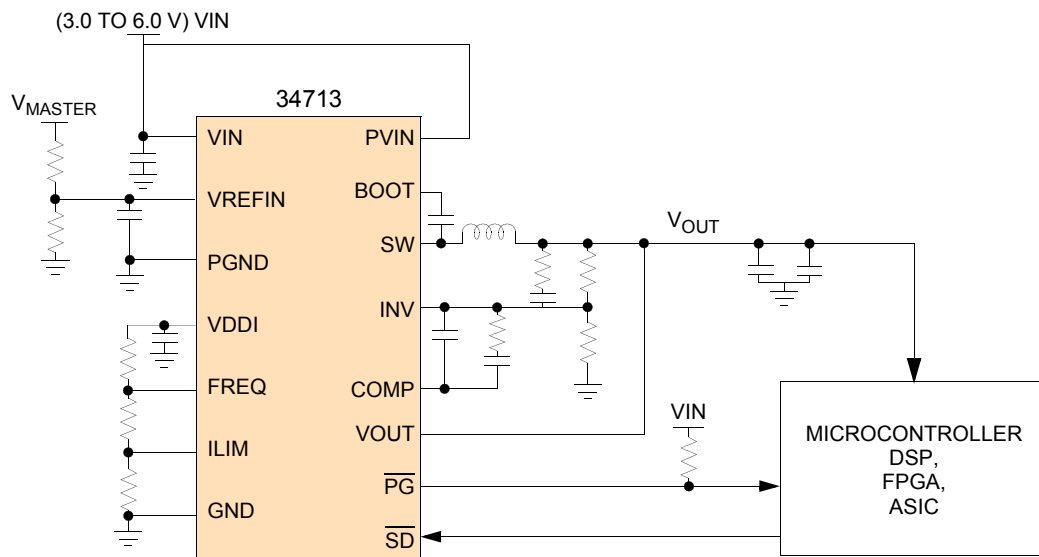 (3.0 TO 6.0 V) VIN
34713
VMASTER
VIN
PVIN
BOOT
VREFIN
SW
VOUT
PGND
INV
VDDI
FREQ
COMP
VIN
VOUT
ILIM
PG
GND
SD
MICROCONTROLLER
DSP,
FPGA,
ASIC